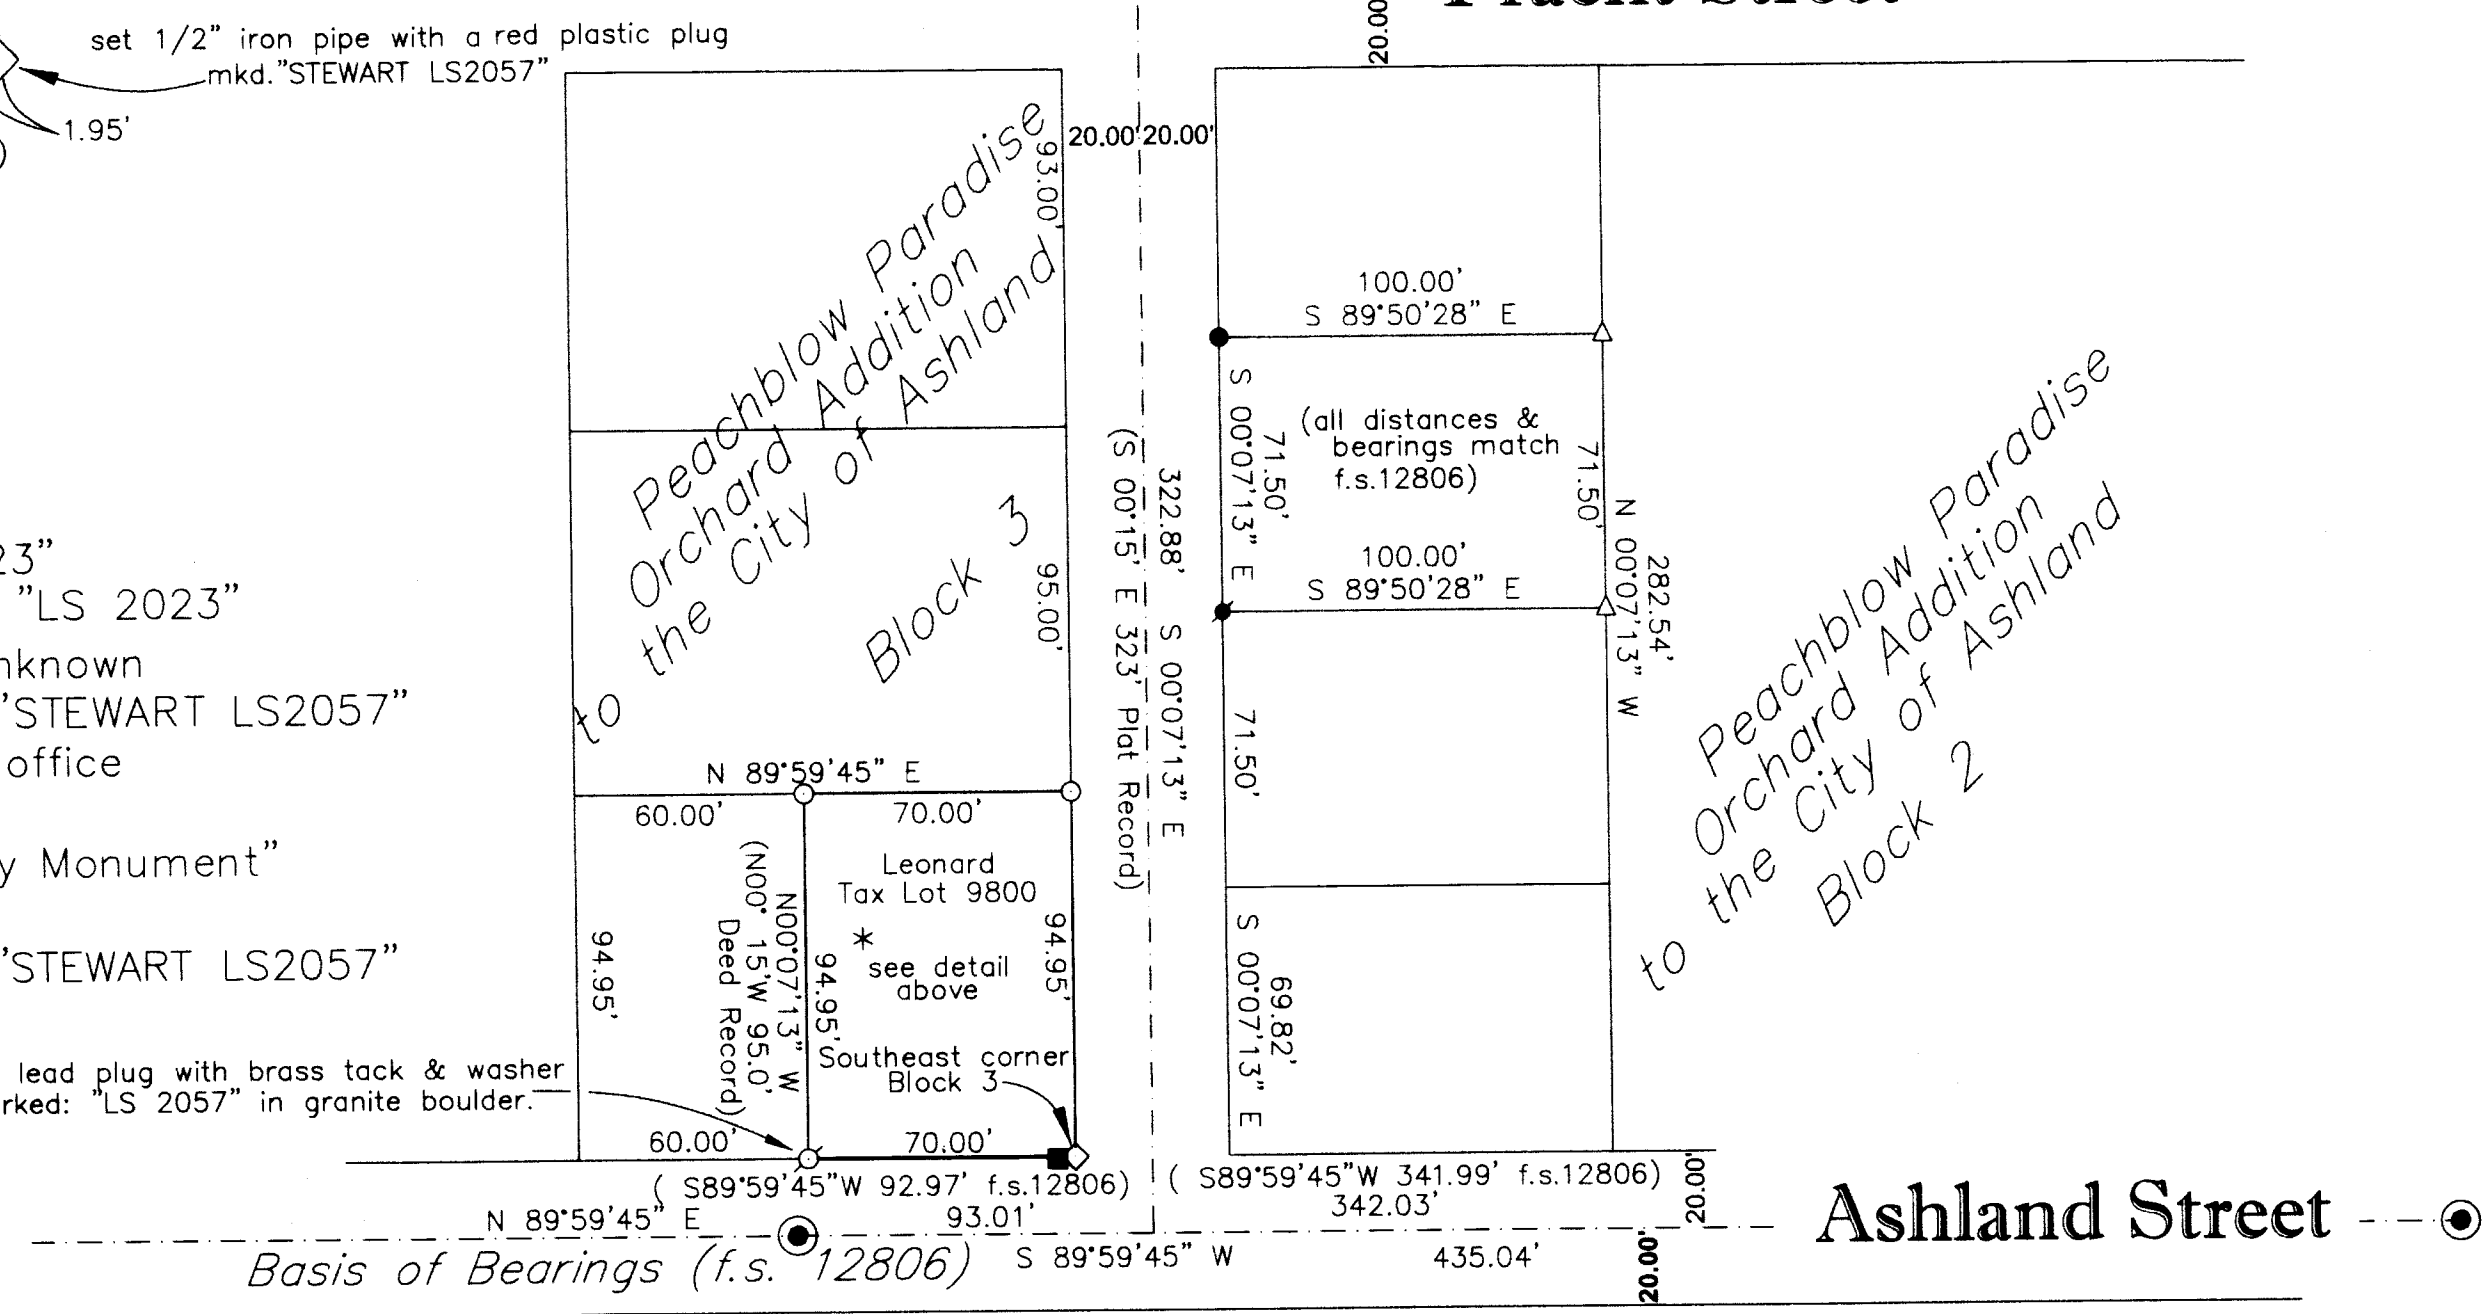 20.00'
set 1/2" iron pipe with a red plastic plug
mkd."STEWART LS2057"
1.95'
20.00' 20.00'
93.00'
Peachblow Paradise
Orchard Addition
to the City of Ashland
Block 3
100.00'
S 89°50'28" E
S 00°07'13" E
71.50'
(all distances &
bearings match
f.s.12806)
71.50'
100.00'
S 89°50'28" E
N 00°07'13" W
282.54'
Peachblow Paradise
Orchard Addition
to the City of Ashland
Block 2
95.00'
322.88' S 00°07'13" E
(S 00°15' E 323' Plat Record)
"LS 2023"
"STEWART LS2057"
office
Monument"
"STEWART LS2057"
N 89°59'45" E
60.00'
70.00'
71.50'
Leonard
Tax Lot 9800
*
see detail
above
94.95'
N00°07'13" W
94.95'
(N00° 15'W 95.0'
Deed Record)
94.95'
S 00°07'13" E
69.82'
Southeast corner
Block 3
lead plug with brass tack & washer
"LS 2057" in granite boulder.
60.00'
70.00'
( S89°59'45"W 92.97' f.s.12806)
( S89°59'45"W 341.99' f.s.12806)
N 89°59'45" E
93.01'
342.03'
20.00'
Ashland Street
Basis of Bearings (f.s. 12806)
S 89°59'45" W
435.04'
20.00'